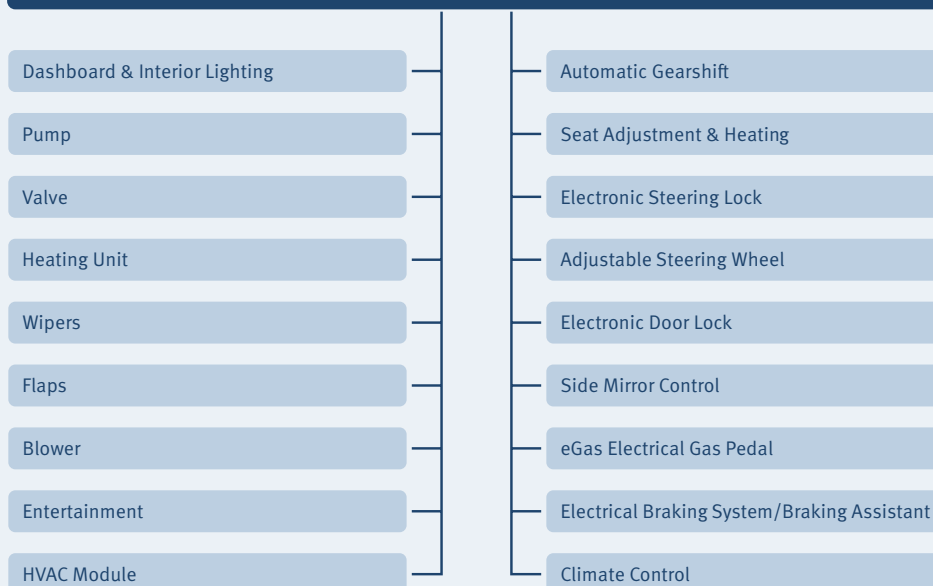 Dashboard & Interior Lighting
Pump
Valve
Heating Unit
Wipers
Flaps
Blower
Entertainment
HVAC Module
Automatic Gearshift
Seat Adjustment & Heating
Electronic Steering Lock
Adjustable Steering Wheel
Electronic Door Lock
Side Mirror Control
eGas Electrical Gas Pedal
Electrical Braking System/Braking Assistant
Climate Control